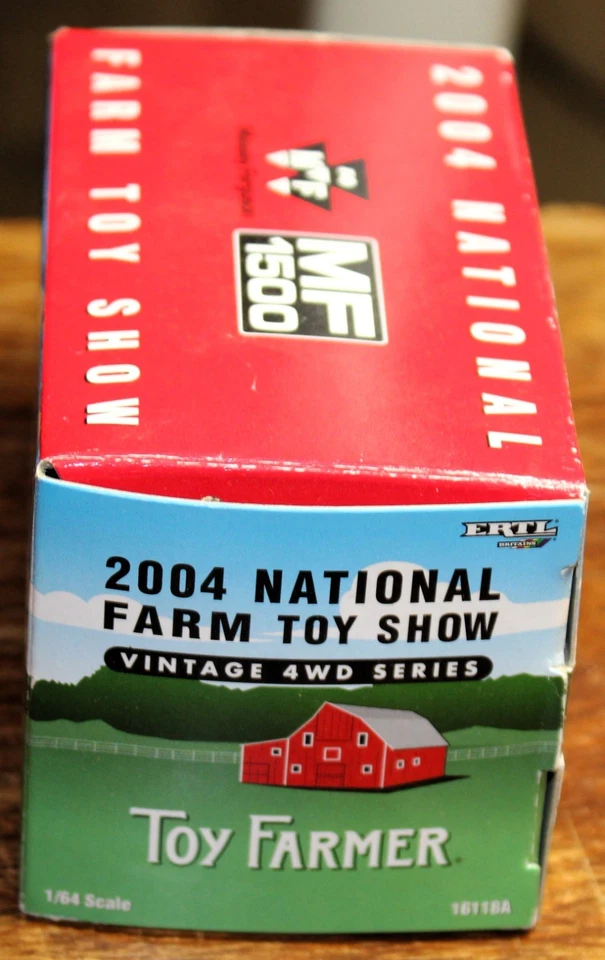 2004 NATIONAL
MF
1500
FARM TOY SHOW
ERTL
BRITAINS
2004 NATIONAL
FARM TOY SHOW
VINTAGE 4WD SERIES
TOY FARMER
1/64 Scale
16118A